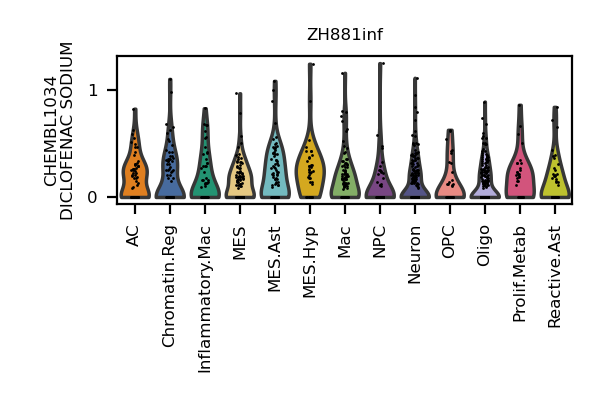 ZH881inf
CHEMBL1034
DICLOFENAC SODIUM
1
0
AC
Chromatin.Reg
Inflammatory.Mac
MES
MES.Ast
MES.Hyp
Mac
NPC
Neuron
OPC
Oligo
Prolif.Metab
Reactive.Ast